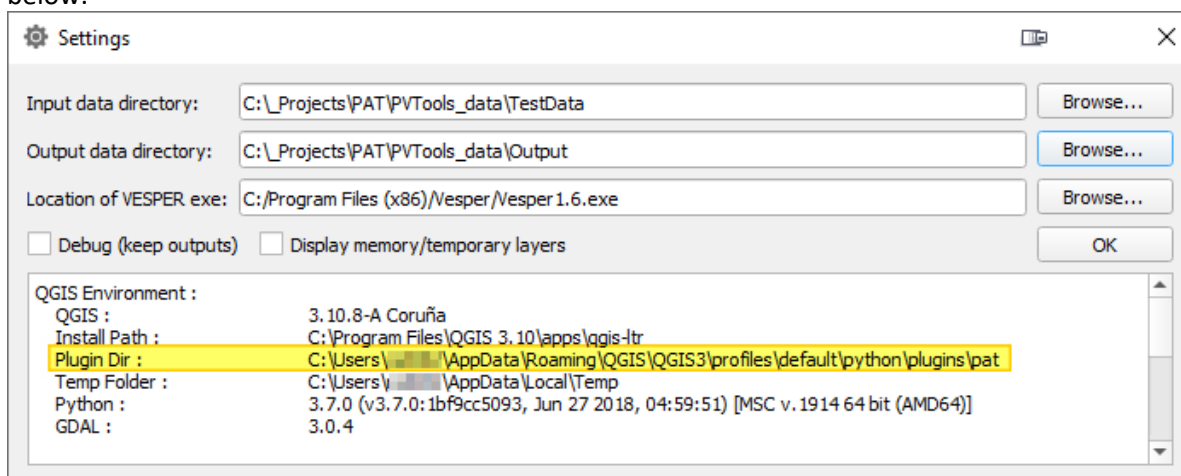 below.
Settings
Input data directory: C:\_Projects\PAT\PVTools_data\TestData Browse...
Output data directory: C:\_Projects\PAT\PVTools_data\Output Browse...
Location of VESPER exe: C:/Program Files (x86)/Vesper/Vesper1.6.exe Browse...
Debug (keep outputs) Display memory/temporary layers OK
QGIS Environment :
QGIS : 3.10.8-A Coruña
Install Path : C:\Program Files\QGIS 3.10\apps\qgis-ltr
Plugin Dir : C:\Users\ \AppData\Roaming\QGIS\QGIS3\profiles\default\python\plugins\pat
Temp Folder : C:\Users\ \AppData\Local\Temp
Python : 3.7.0 (v3.7.0:1bf9cc5093, Jun 27 2018, 04:59:51) [MSC v.1914 64 bit (AMD64)]
GDAL : 3.0.4